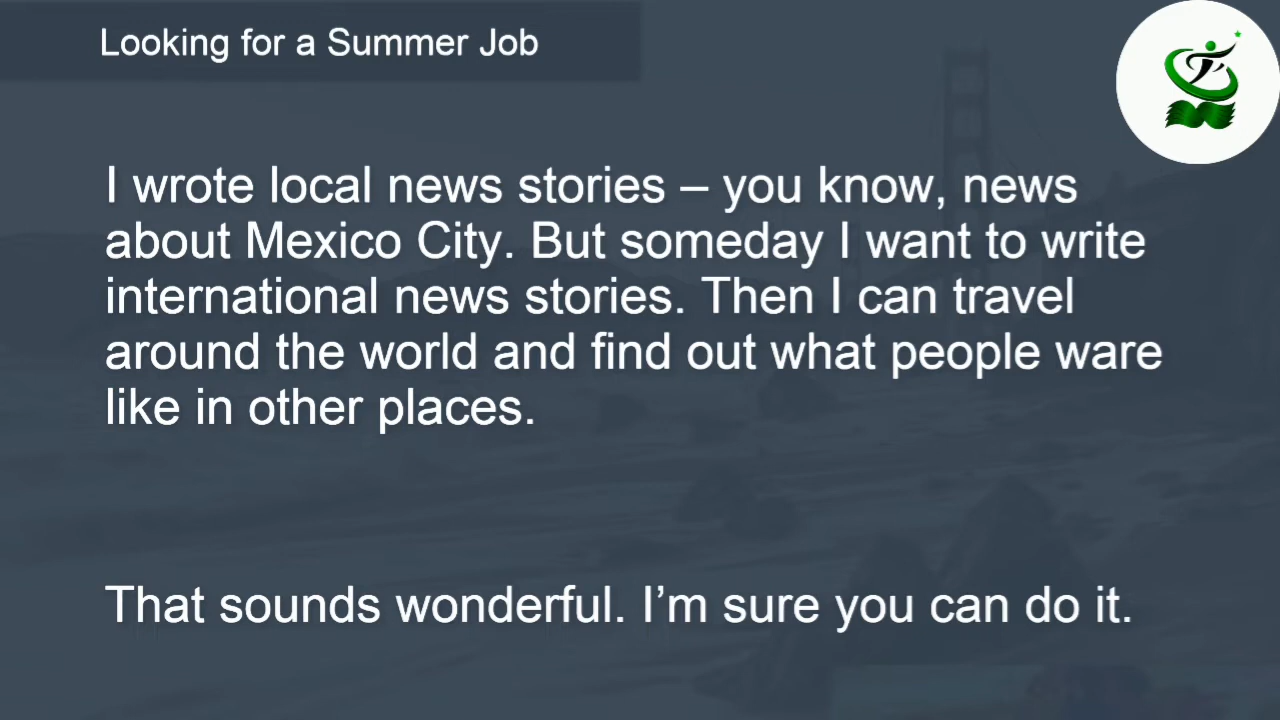 Looking for a Summer Job
I wrote local news stories – you know, news
about Mexico City. But someday I want to write
international news stories. Then I can travel
around the world and find out what people ware
like in other places.
That sounds wonderful. I’m sure you can do it.